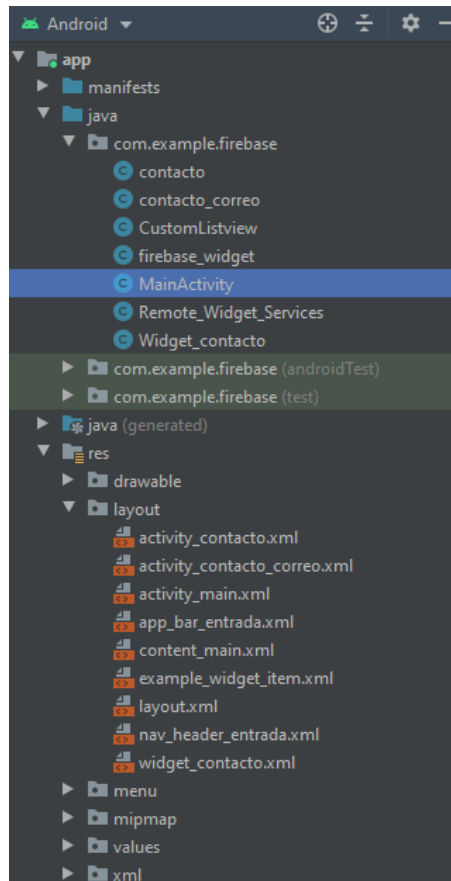 Android
app
manifests
java
com.example.firebase
contacto
contacto_correo
CustomListview
firebase_widget
MainActivity
Remote_Widget_Services
Widget_contacto
com.example.firebase (androidTest)
com.example.firebase (test)
java (generated)
res
drawable
layout
activity_contacto.xml
activity_contacto_correo.xml
activity_main.xml
app_bar_entrada.xml
content_main.xml
example_widget_item.xml
layout.xml
nav_header_entrada.xml
widget_contacto.xml
menu
mipmap
values
xml